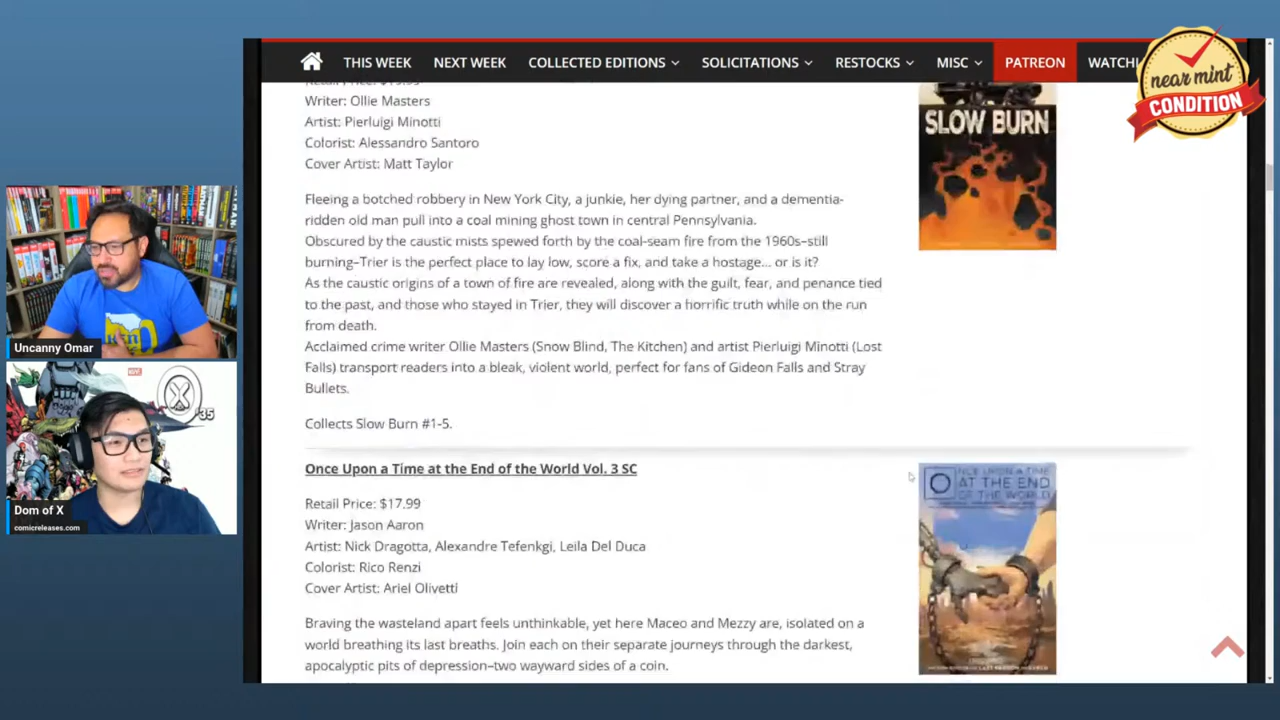 THIS WEEK NEXT WEEK COLLECTED EDITIONS SOLICITATIONS RESTOCKS MISC PATREON
near mint
CONDITION
Writer: Ollie Masters
Artist: Pierluigi Minotti
Colorist: Alessandro Santoro
Cover Artist: Matt Taylor
SLOW BURN
Fleeing a botched robbery in New York City, a junkie, her dying partner, and a dementia-
ridden old man pull into a coal mining ghost town in central Pennsylvania.
Obscured by the caustic mists spewed forth by the coal-seam fire from the 1960s–still
burning–Trier is the perfect place to lay low, score a fix, and take a hostage… or is it?
As the caustic origins of a town of fire are revealed, along with the guilt, fear, and penance tied
to the past, and those who stayed in Trier, they will discover a horrific truth while on the run
from death.
Acclaimed crime writer Ollie Masters (Snow Blind, The Kitchen) and artist Pierluigi Minotti (Lost
Falls) transport readers into a bleak, violent world, perfect for fans of Gideon Falls and Stray
Bullets.
Collects Slow Burn #1-5.
Once Upon a Time at the End of the World Vol. 3 SC
Retail Price: $17.99
Writer: Jason Aaron
Artist: Nick Dragotta, Alexandre Tefenkgi, Leila Del Duca
Colorist: Rico Renzi
Cover Artist: Ariel Olivetti
Braving the wasteland apart feels unthinkable, yet here Maceo and Mezzy are, isolated on a
world breathing its last breaths. Join each on their separate journeys through the darkest,
apocalyptic pits of depression–two wayward sides of a coin.
ONCE UPON A TIME
AT THE END
OF THE WORLD
Uncanny Omar
35
Dom of X
comicreleases.com